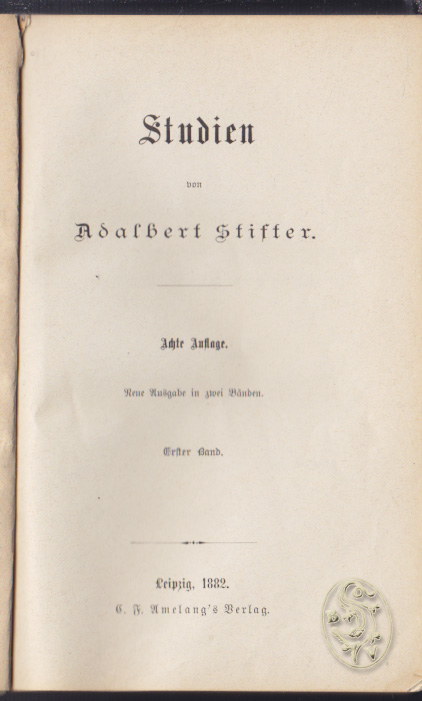 Studien
von
Adalbert Stifter.
Achte Auflage.
Neue Ausgabe in zwei Bänden.
Erster Band.
Leipzig, 1882.
C. F. Amelang's Verlag.